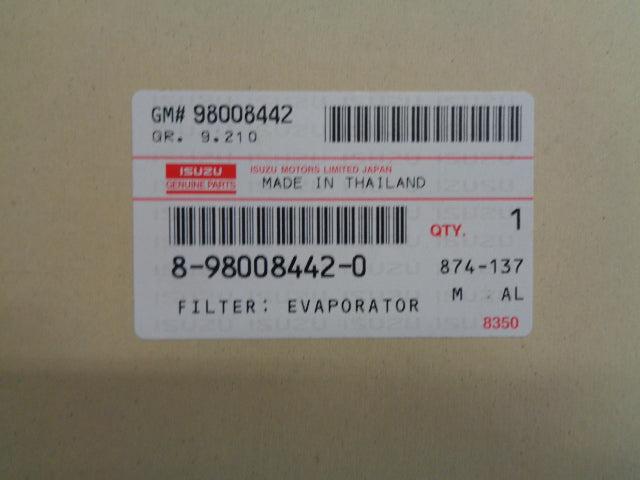 GM# 98008442
GR. 9.210
ISUZU
GENUINE PARTS
ISUZU MOTORS LIMITED JAPAN
MADE IN THAILAND
QTY. 1
8-98008442-0
874-137
M AL
FILTER: EVAPORATOR
8350